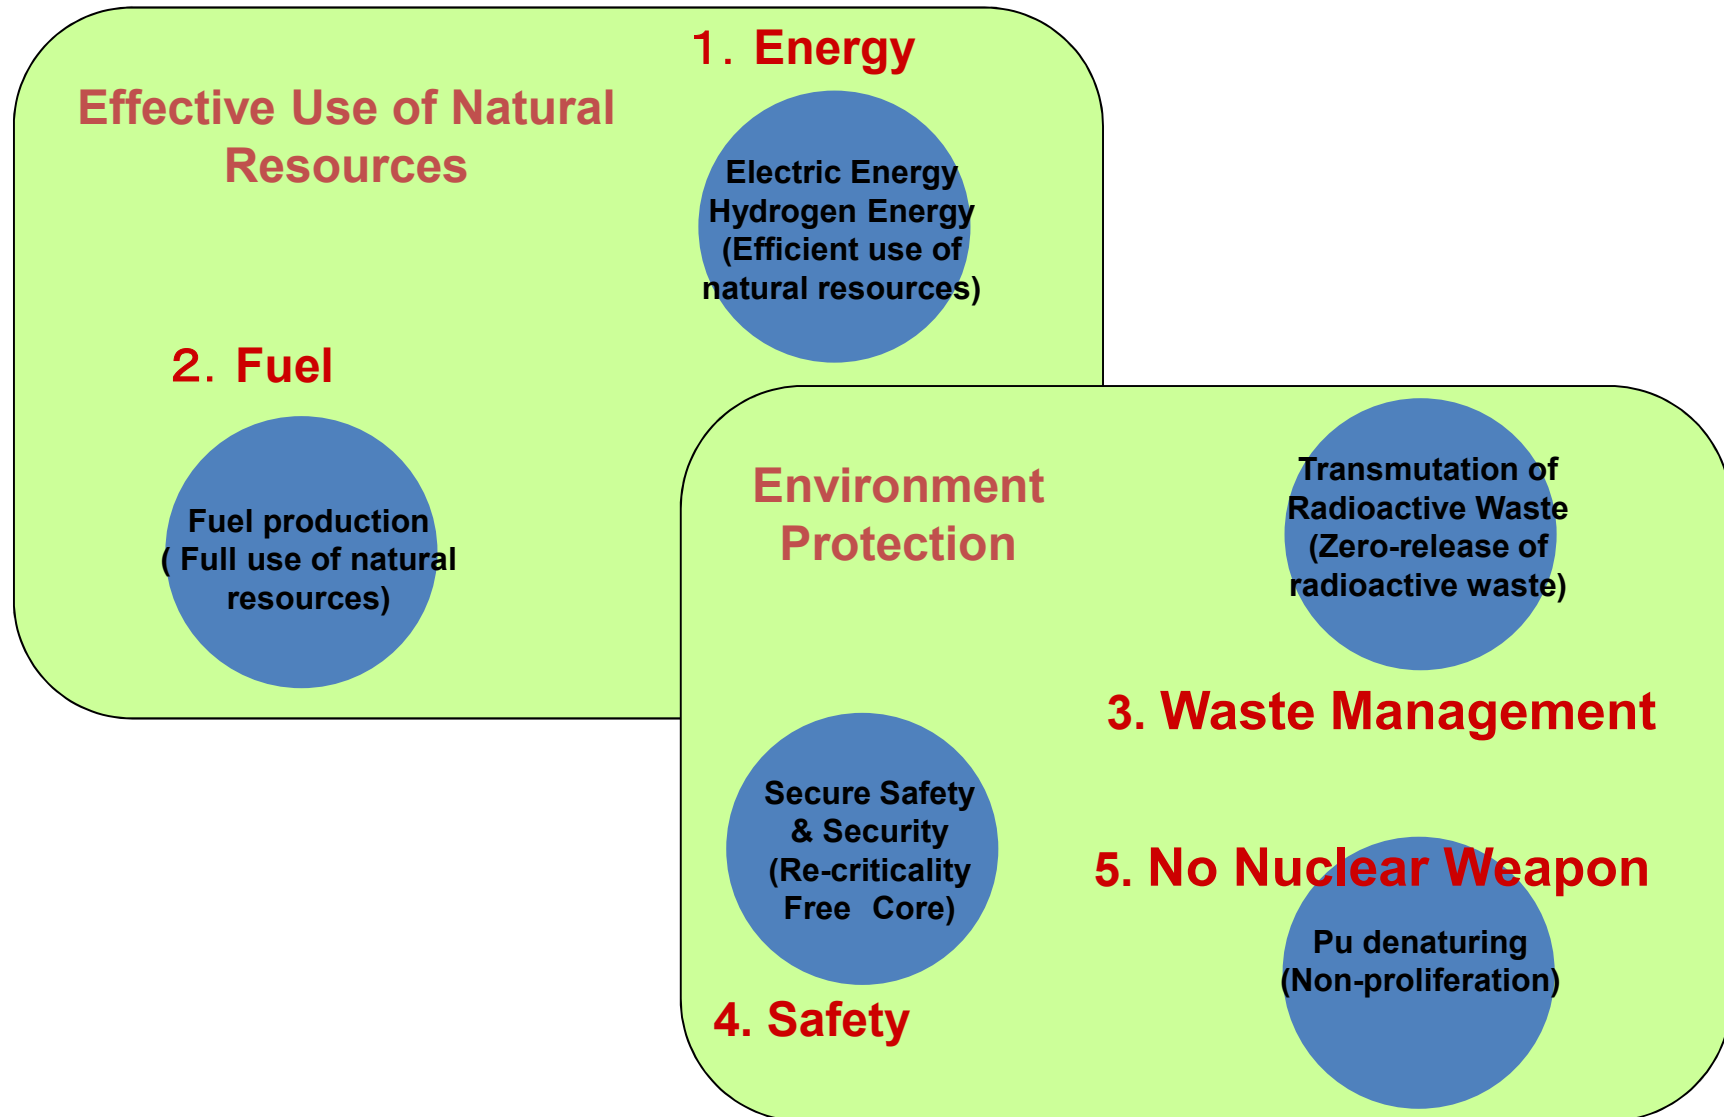 1. Energy
Effective Use of Natural
Resources
Electric Energy
Hydrogen Energy
(Efficient use of
natural resources)
2. Fuel
Fuel production
( Full use of natural
resources)
Environment
Protection
Transmutation of
Radioactive Waste
(Zero-release of
radioactive waste)
3. Waste Management
Secure Safety
& Security
(Re-criticality
Free Core)
4. Safety
5. No Nuclear Weapon
Pu denaturing
(Non-proliferation)